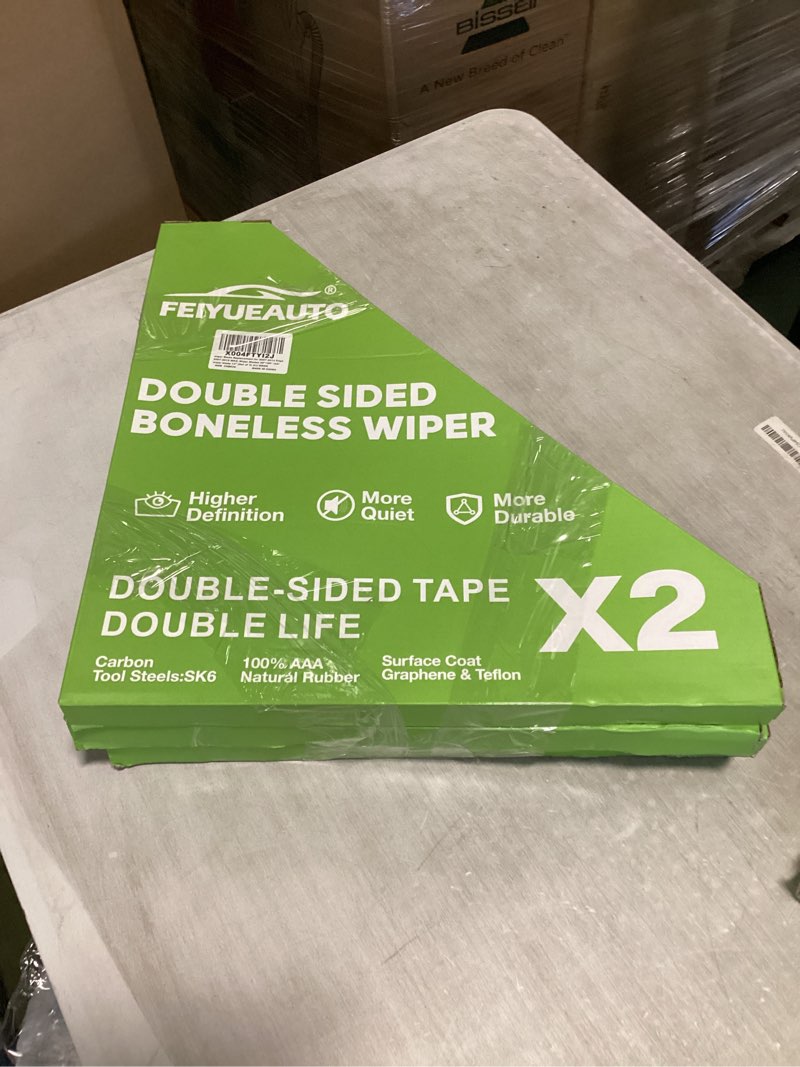 Bissell
A New Breed of Clean™
FEIYUEAUTO®
X004FTYI2J
DOUBLE SIDED
BONELESS WIPER
Higher
Definition
More
Quiet
More
Durable
DOUBLE-SIDED TAPE
DOUBLE LIFE
X2
Carbon
Tool Steels:SK6
100% AAA
Natural Rubber
Surface Coat
Graphene & Teflon